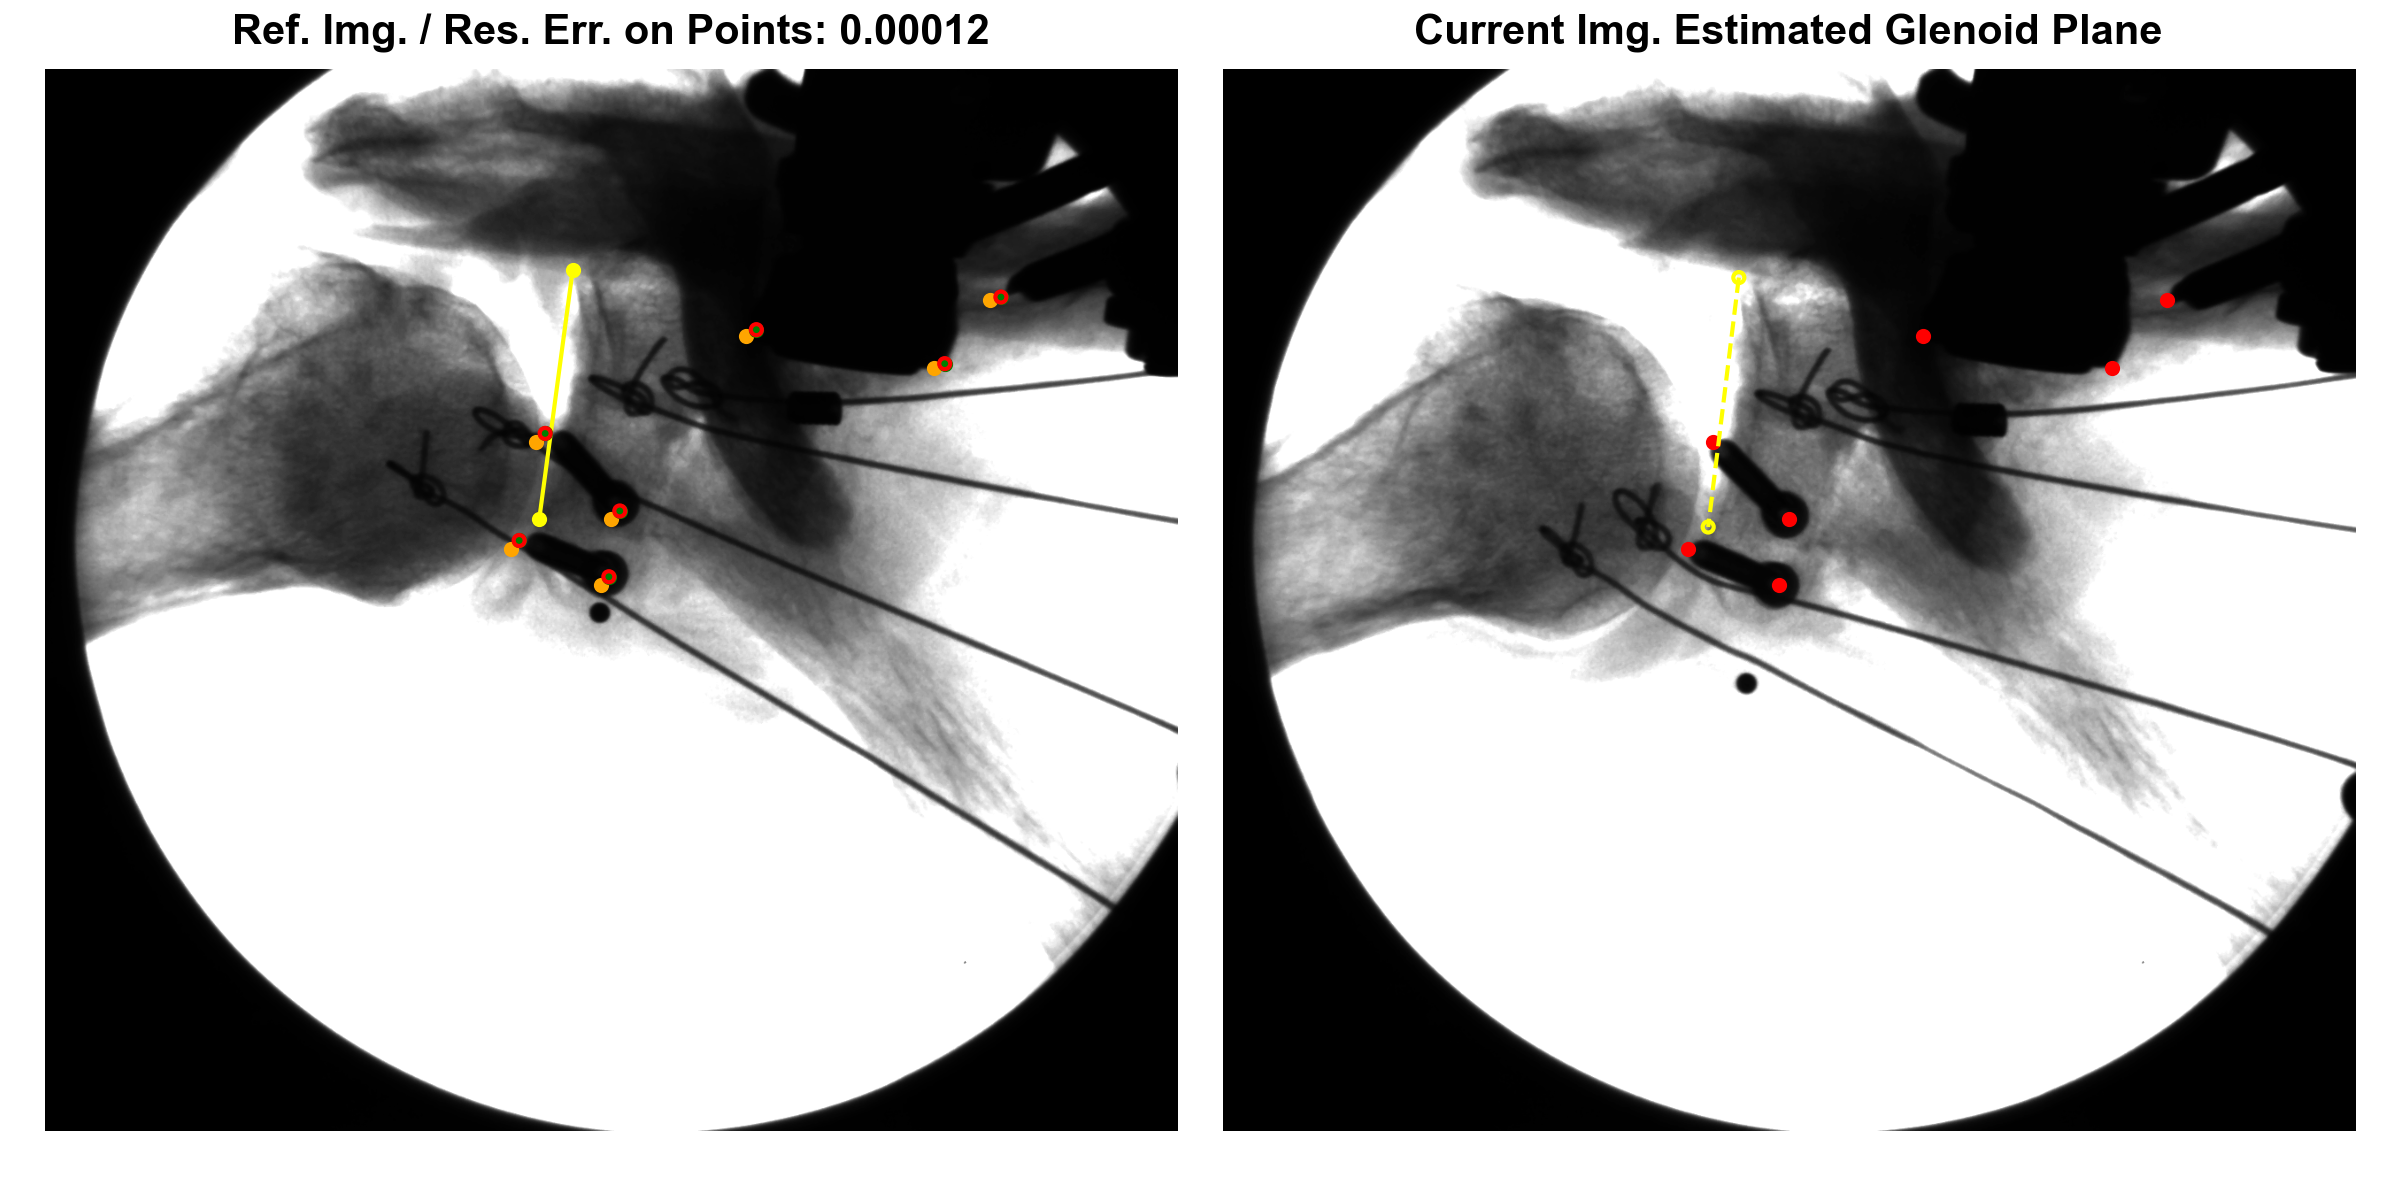 Ref. Img. / Res. Err. on Points: 0.00012
Current Img. Estimated Glenoid Plane